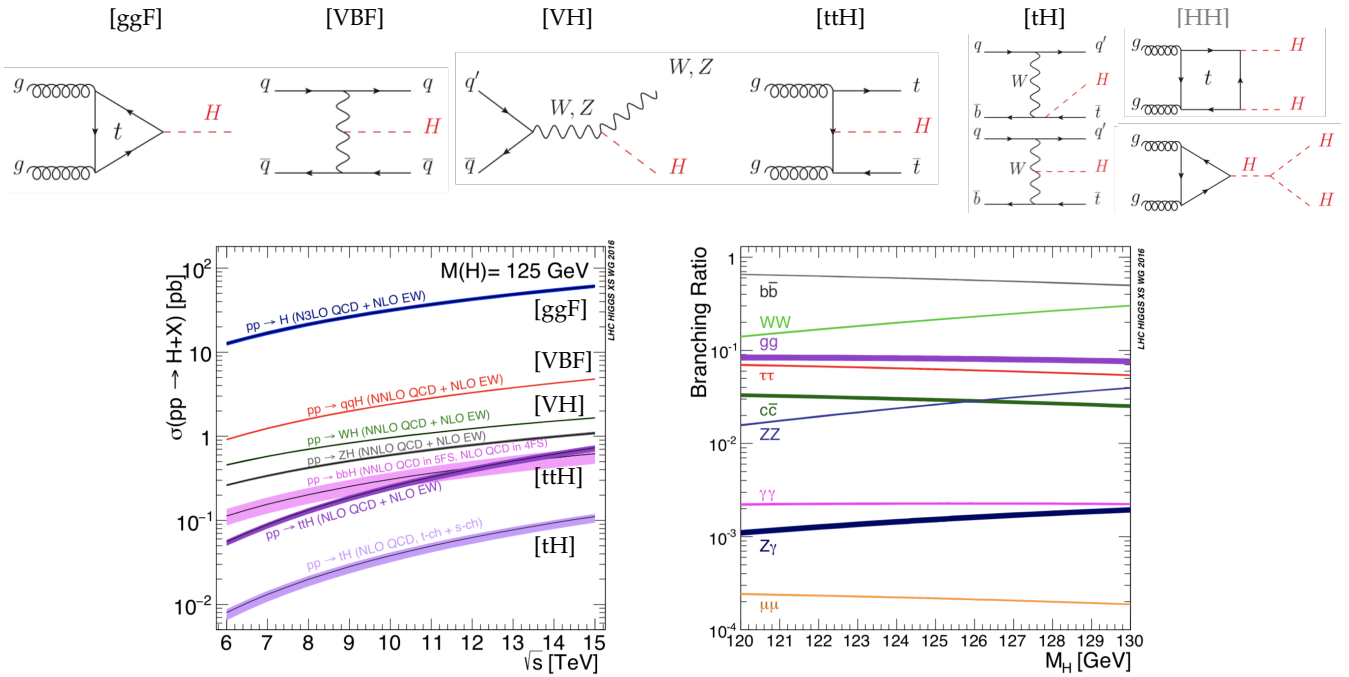 [ggF] [VBF] [VH] [ttH] [tH] [HH]
g g t H
q q̅ q q̅ H
q′ q̅ W, Z W, Z H
g g t t̅ H
q q′ W H b̅ t̅
q q′ W H b̅ t̅
g g t H H
g g H H H
M(H)= 125 GeV
LHC HIGGS XS WG 2016
σ(pp → H+X) [pb]
10²
10
1
10⁻¹
10⁻²
pp → H (N3LO QCD + NLO EW)
[ggF]
[VBF]
pp → qqH (NNLO QCD + NLO EW)
[VH]
pp → WH (NNLO QCD + NLO EW)
pp → ZH (NNLO QCD + NLO EW)
pp → bbH (NNLO QCD in 5FS, NLO QCD in 4FS)
[ttH]
pp → ttH (NLO QCD + NLO EW)
pp → tH (NLO QCD, t-ch + s-ch)
[tH]
6 7 8 9 10 11 12 13 14 15
√s [TeV]
Branching Ratio
LHC HIGGS XS WG 2016
1
10⁻¹
10⁻²
10⁻³
10⁻⁴
bb̅
WW
gg
ττ
cc̅
ZZ
γγ
Zγ
μμ
120 121 122 123 124 125 126 127 128 129 130
M_H [GeV]